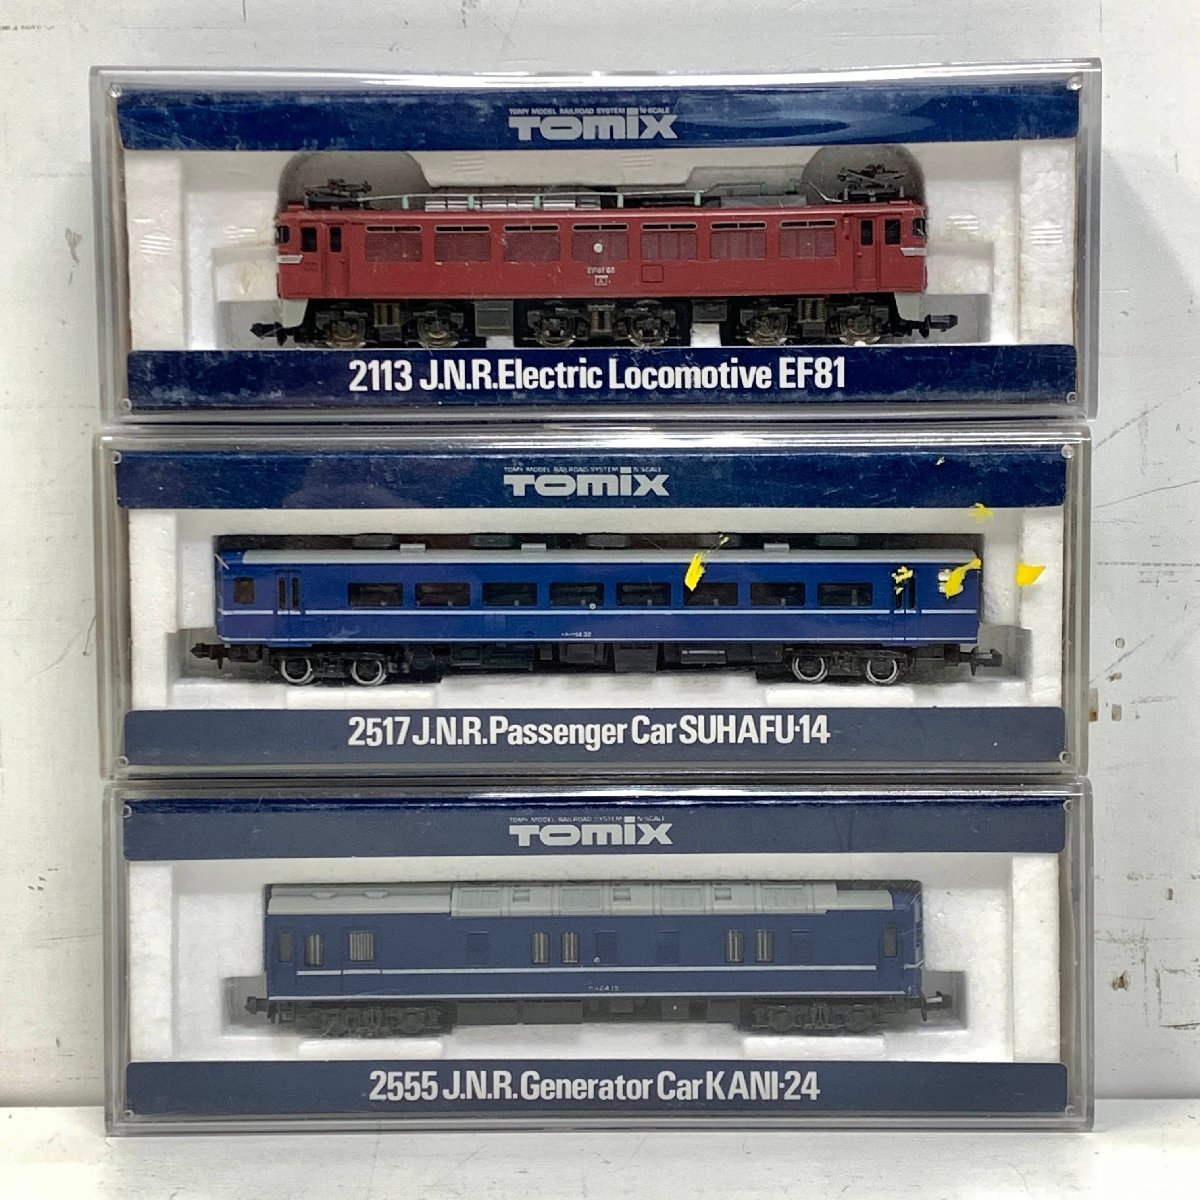 TOMY MODEL RAILROAD SYSTEM N-SCALE
TOMIX
2113 J.N.R.Electric Locomotive EF81
TOMY MODEL RAILROAD SYSTEM N-SCALE
TOMIX
2517 J.N.R.Passenger Car SUHAFU-14
TOMY MODEL RAILROAD SYSTEM N-SCALE
TOMIX
2555 J.N.R.Generator Car KANI-24